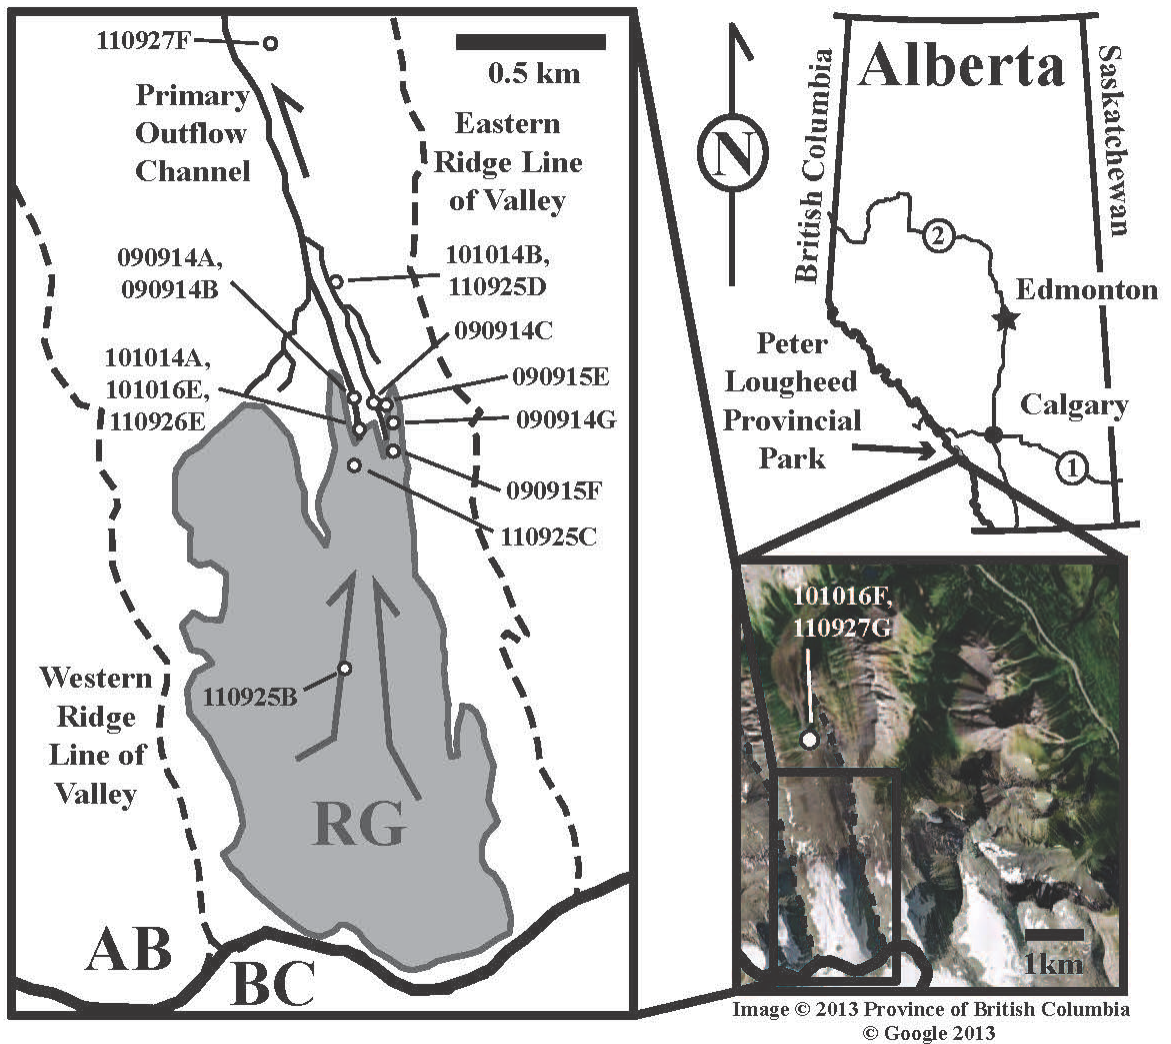 110927F
0.5 km
Primary
Outflow
Channel
Eastern
Ridge Line
of Valley
090914A,
090914B
101014B,
110925D
090914C
101014A,
101016E,
110926E
090915E
090914G
090915F
110925C
Western
Ridge
Line of
Valley
110925B
RG
AB
BC
N
Alberta
British Columbia
Saskatchewan
2
Edmonton
Peter
Lougheed
Provincial
Park
Calgary
1
101016F,
110927G
1km
Image © 2013 Province of British Columbia
© Google 2013